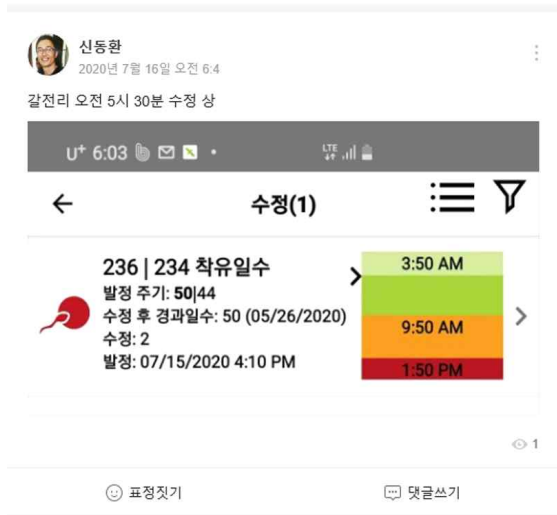 신동환
2020년 7월 16일 오전 6:4
갈전리 오전 5시 30분 수정 상
U+ 6:03
LTE
수정(1)
236 | 234 착유일수
발정 주기: 50|44
수정 후 경과일수: 50 (05/26/2020)
수정: 2
발정: 07/15/2020 4:10 PM
3:50 AM
9:50 AM
1:50 PM
1
표정짓기
댓글쓰기